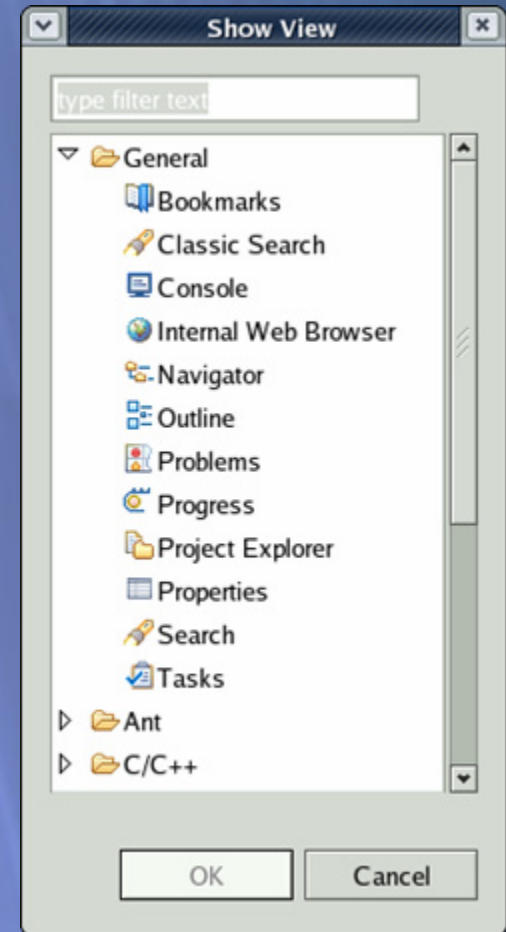 Show View
type filter text
General
Bookmarks
Classic Search
Console
Internal Web Browser
Navigator
Outline
Problems
Progress
Project Explorer
Properties
Search
Tasks
Ant
C/C++
OK Cancel